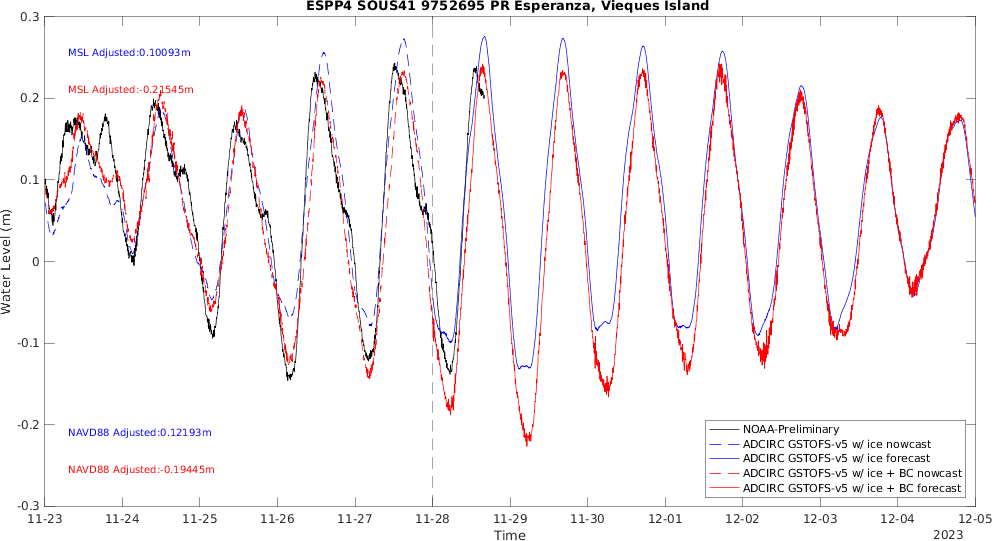 ESPP4 SOUS41 9752695 PR Esperanza, Vieques Island
0.3
0.2
0.1
0
-0.1
-0.2
-0.3
Water Level (m)
MSL Adjusted:0.10093m
MSL Adjusted:-0.21545m
NAVD88 Adjusted:0.12193m
NAVD88 Adjusted:-0.19445m
NOAA-Preliminary
ADCIRC GSTOFS-v5 w/ ice nowcast
ADCIRC GSTOFS-v5 w/ ice forecast
ADCIRC GSTOFS-v5 w/ ice + BC nowcast
ADCIRC GSTOFS-v5 w/ ice + BC forecast
11-23 11-24 11-25 11-26 11-27 11-28 11-29 11-30 12-01 12-02 12-03 12-04 12-05
Time
2023